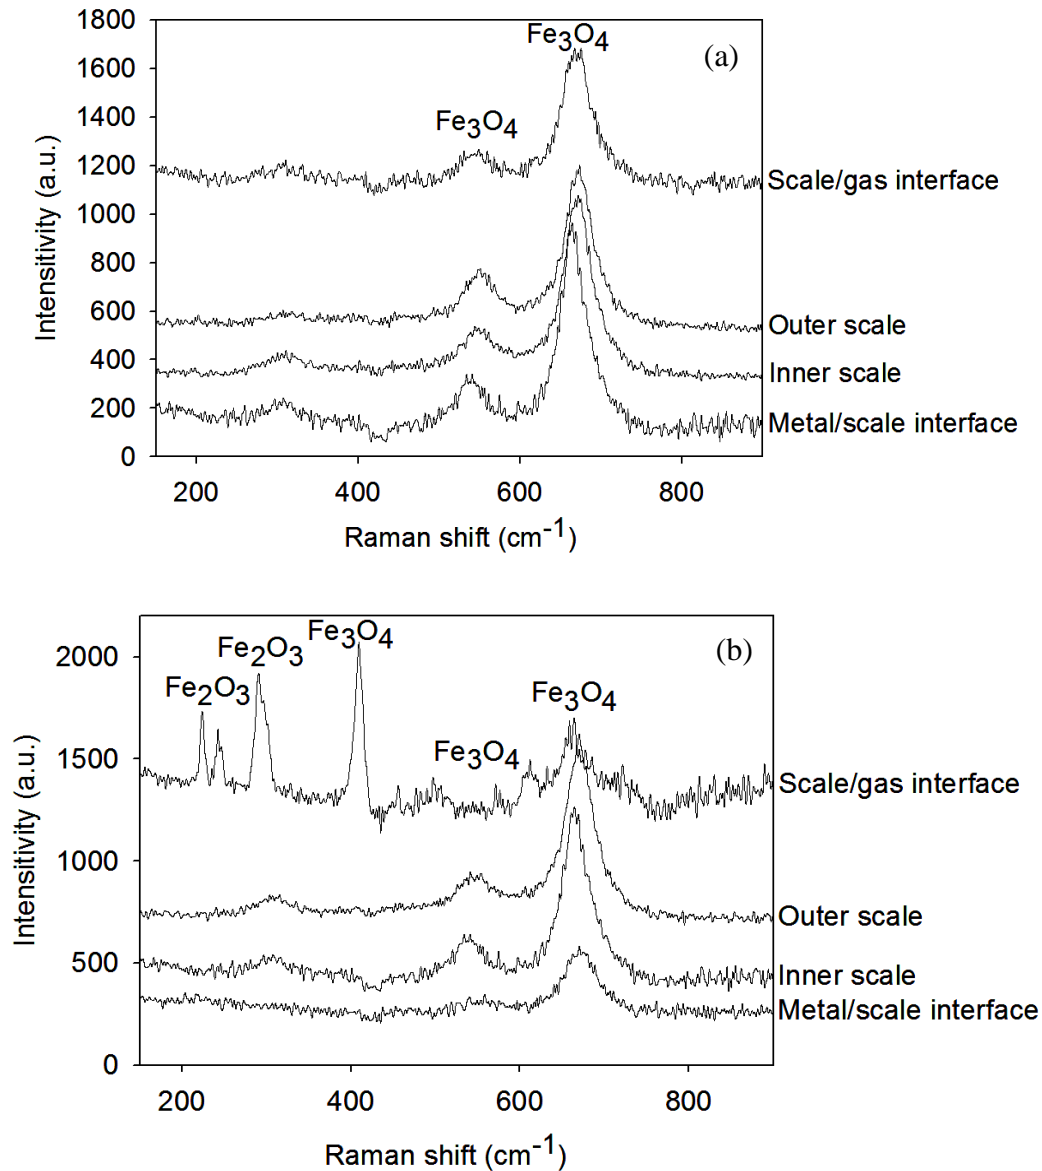 1800
1600
1400
1200
1000
800
600
400
200
0
Intensitivity (a.u.)
Fe3O4
(a)
Fe3O4
Scale/gas interface
Outer scale
Inner scale
Metal/scale interface
200 400 600 800
Raman shift (cm-1)
2000
1500
1000
500
0
Intensitivity (a.u.)
Fe3O4
(b)
Fe2O3
Fe2O3
Fe3O4
Fe3O4
Scale/gas interface
Outer scale
Inner scale
Metal/scale interface
200 400 600 800
Raman shift (cm-1)